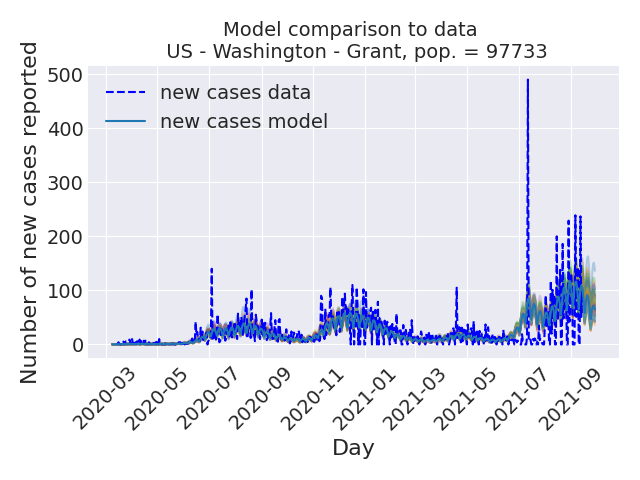 Model comparison to data
US - Washington - Grant, pop. = 97733
Number of new cases reported
500
400
300
200
100
0
new cases data
new cases model
2020-03
2020-05
2020-07
2020-09
2020-11
2021-01
2021-03
2021-05
2021-07
2021-09
Day